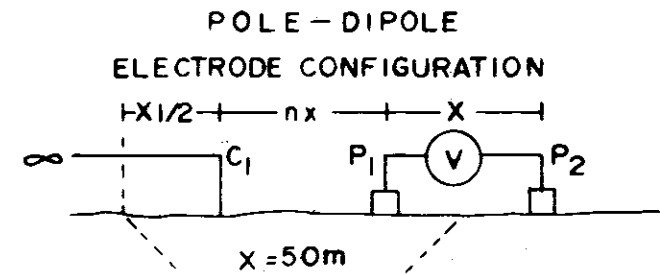 POLE-DIPOLE
ELECTRODE CONFIGURATION
X1/2 nx X
∞ C1 P1 V P2
X = 50m